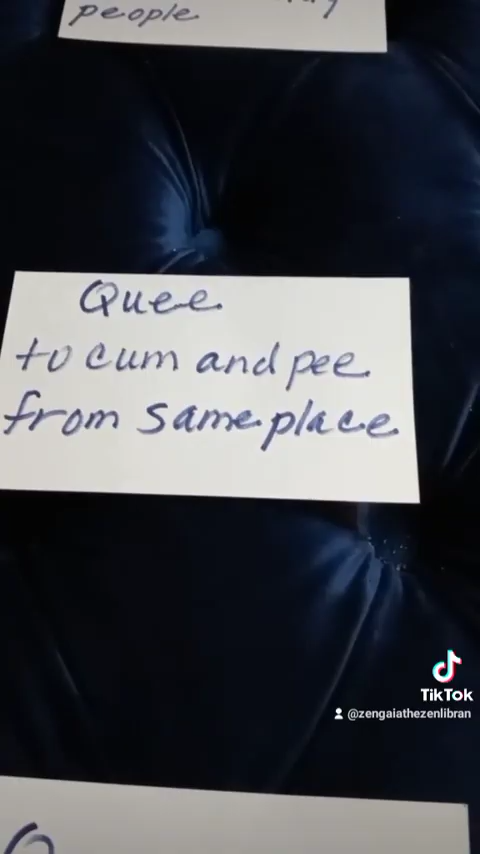 people
Quee
to cum and pee
from same place
TikTok
@zengaiathezenlibran